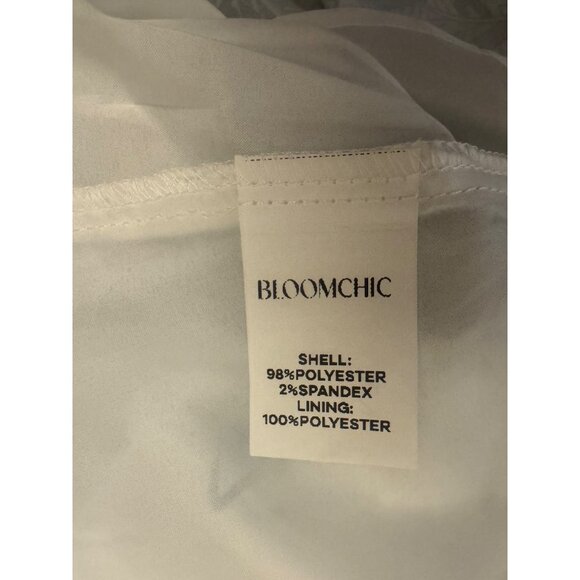 BLOOMCHIC
SHELL:
98%POLYESTER
2%SPANDEX
LINING:
100%POLYESTER